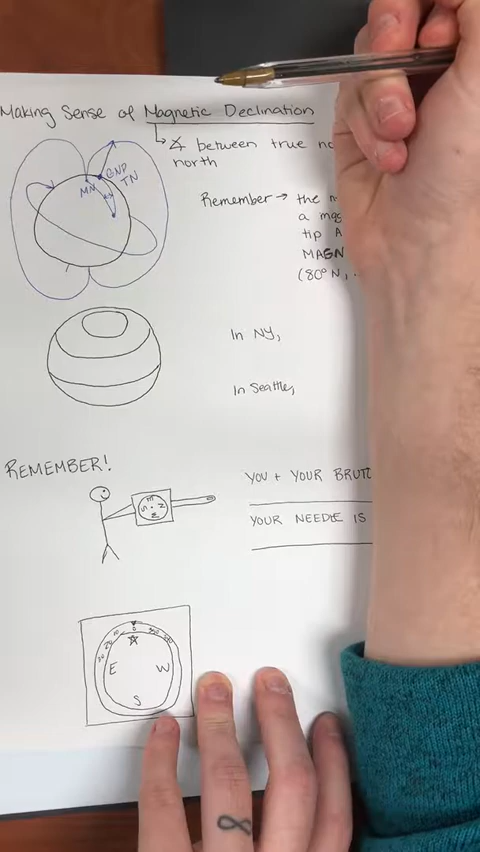 Making Sense of Magnetic Declination
∡ between true
north
GNP
MN TN
Remember → the
a
tip
(80°N,
In NY,
In Seattle,
REMEMBER!
YOU + YOUR
YOUR NEEDLE IS
E
S N
W
E W
S